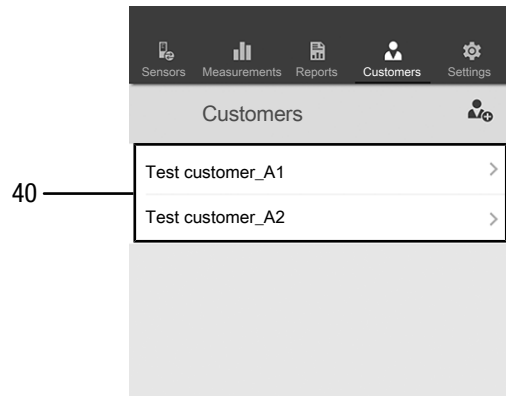 Sensors Measurements Reports Customers Settings
Customers
Test customer_A1
40
Test customer_A2